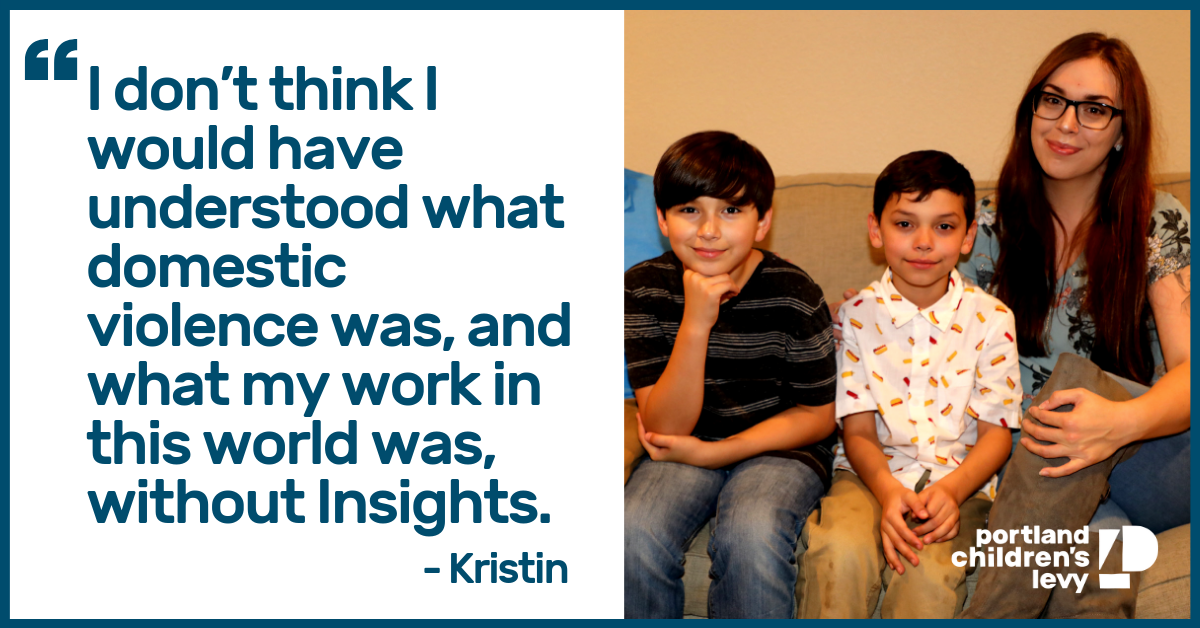 “I don’t think I
would have
understood what
domestic
violence was, and
what my work in
this world was,
without Insights.
- Kristin
portland
children’s
levy